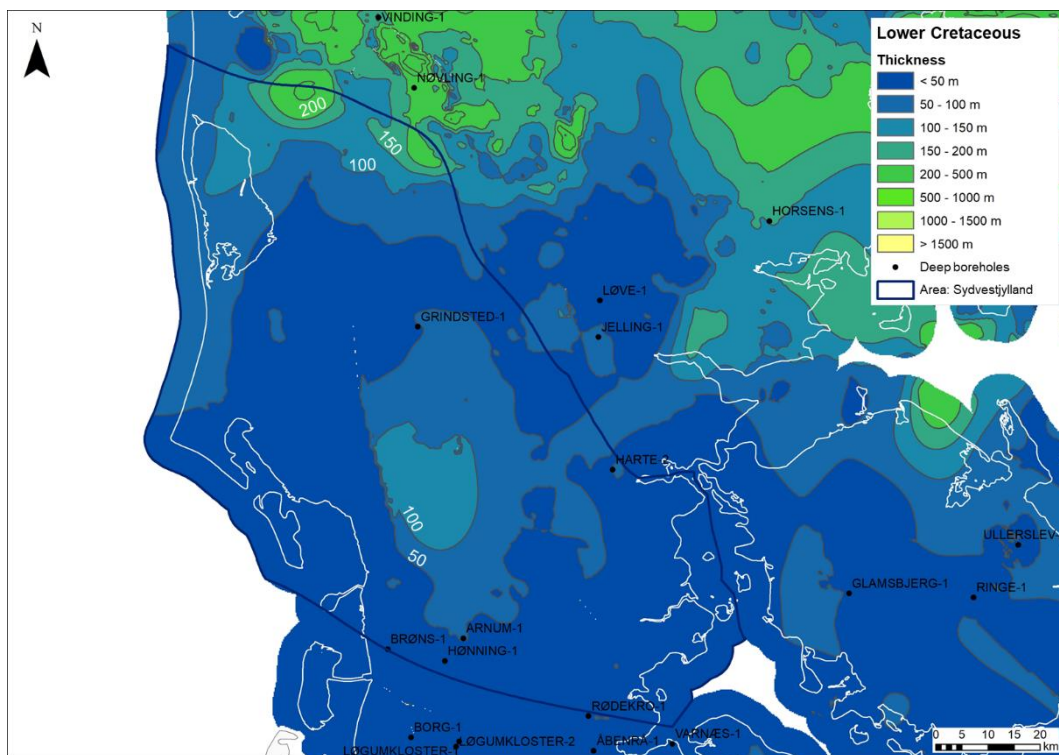 N
VINDING-1
NØVLING-1
200
150
100
HORSENS-1
LØVE-1
GRINDSTED-1
JELLING-1
HARTE 2
100
50
ULLERSLEV-
GLAMSBJERG-1
RINGE-1
ARNUM-1
BRØNS-1
HØNNING-1
RØDEKRO-1
BORG-1
LØGUMKLOSTER-2
VARNÆS-1
LØGUMKLOSTER-1
ÅBENRÅ-1
Lower Cretaceous
Thickness
< 50 m
50 - 100 m
100 - 150 m
150 - 200 m
200 - 500 m
500 - 1000 m
1000 - 1500 m
> 1500 m
Deep boreholes
Area: Sydvestjylland
0 5 10 15 20
Km